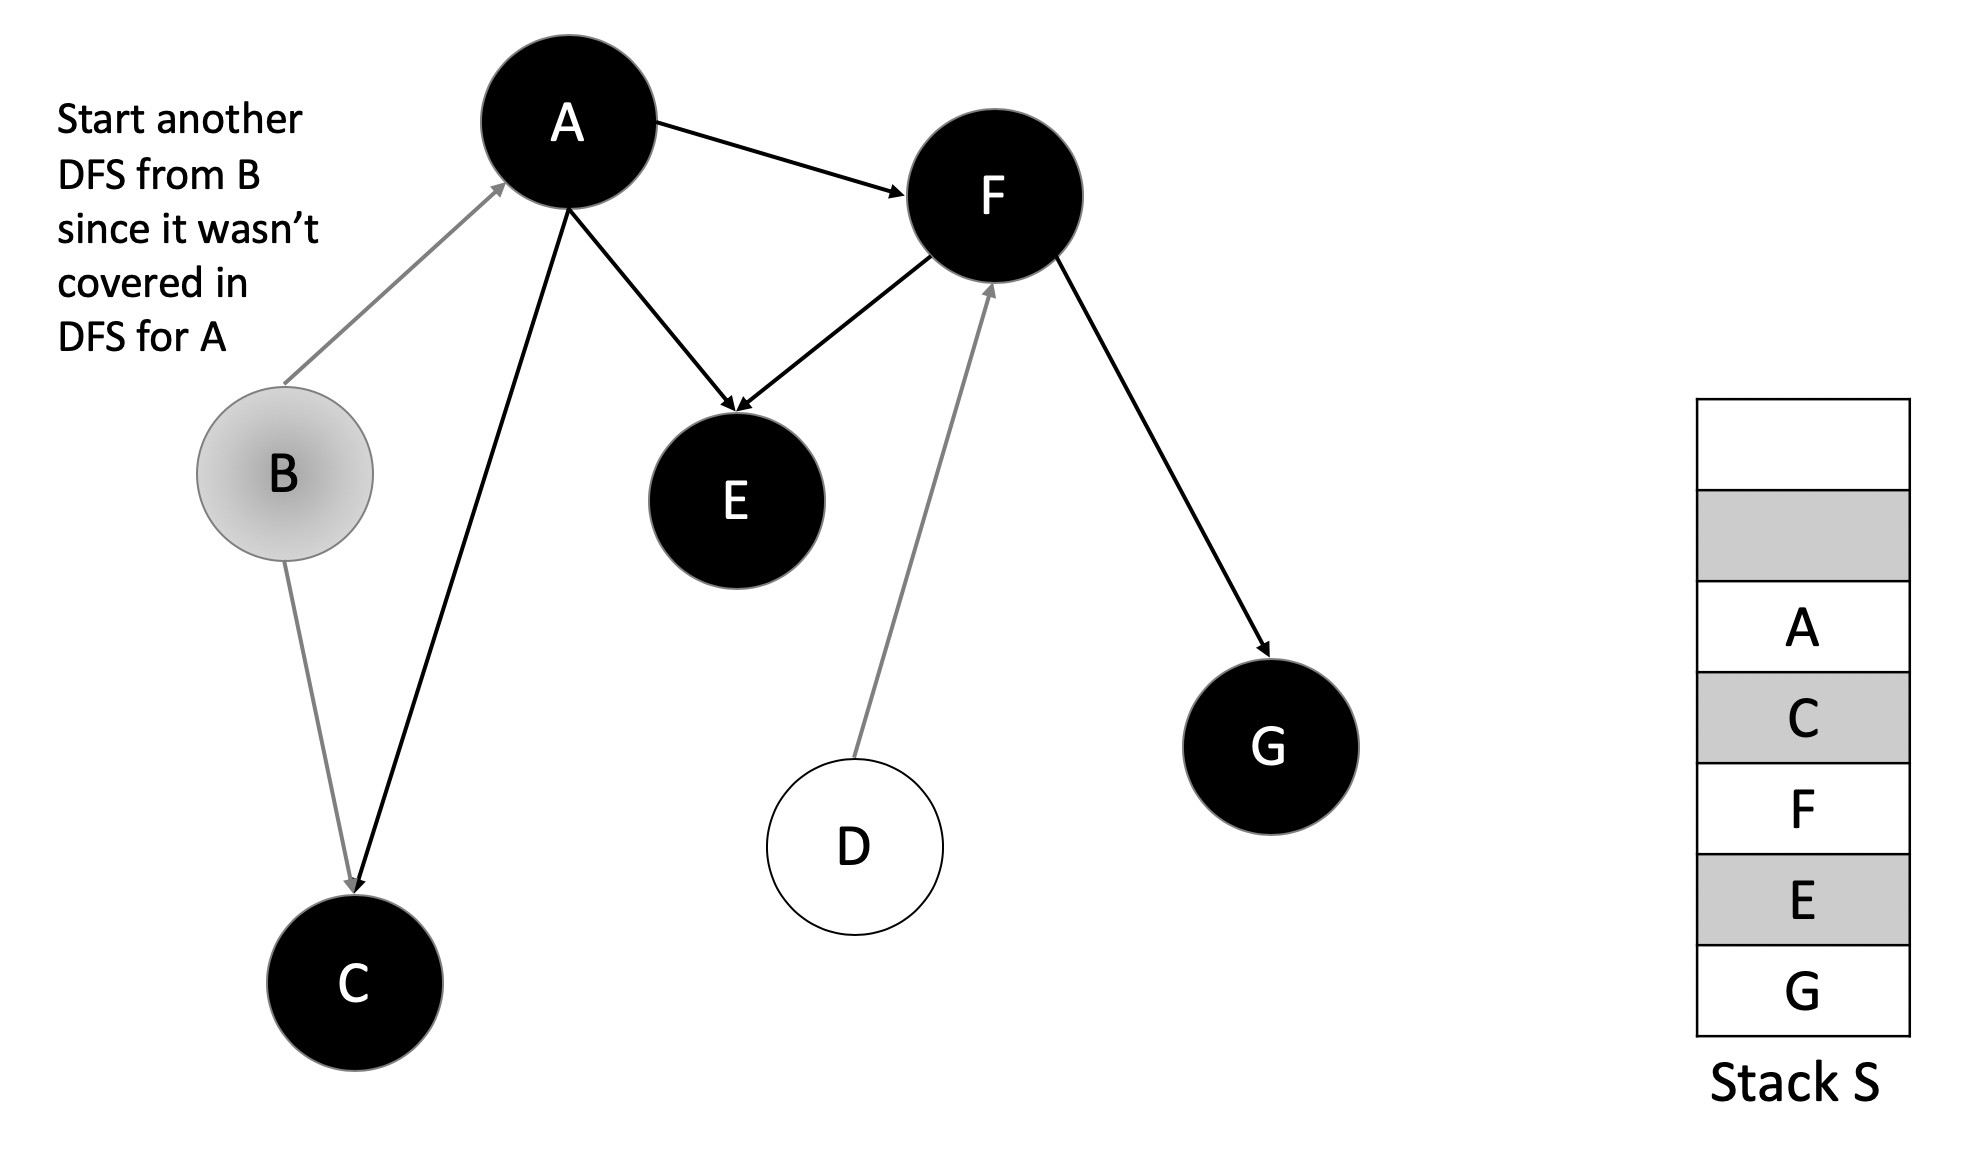 Start another
DFS from B
since it wasn't
covered in
DFS for A
A
F
B
E
D
G
C
A
C
F
E
G
Stack S